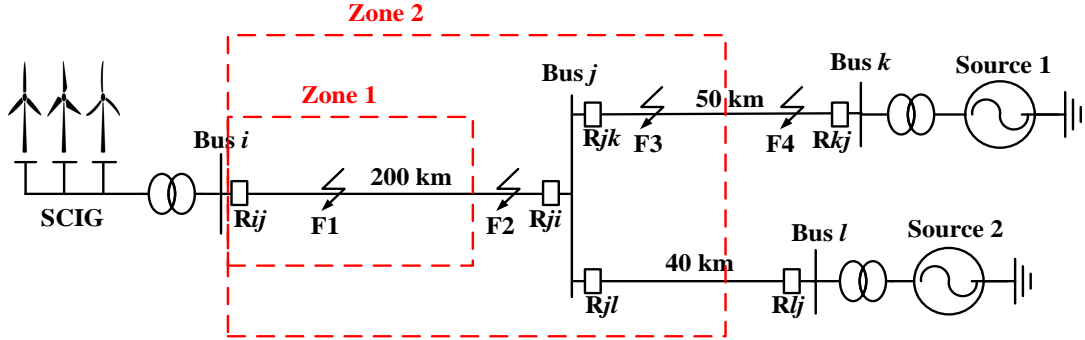 Zone 2
Bus k
Source 1
Bus j
Zone 1
50 km
Rjk
F3
F4
Rkj
Bus i
200 km
SCIG
Rij
F1
F2
Rji
Bus l
Source 2
40 km
Rjl
Rlj